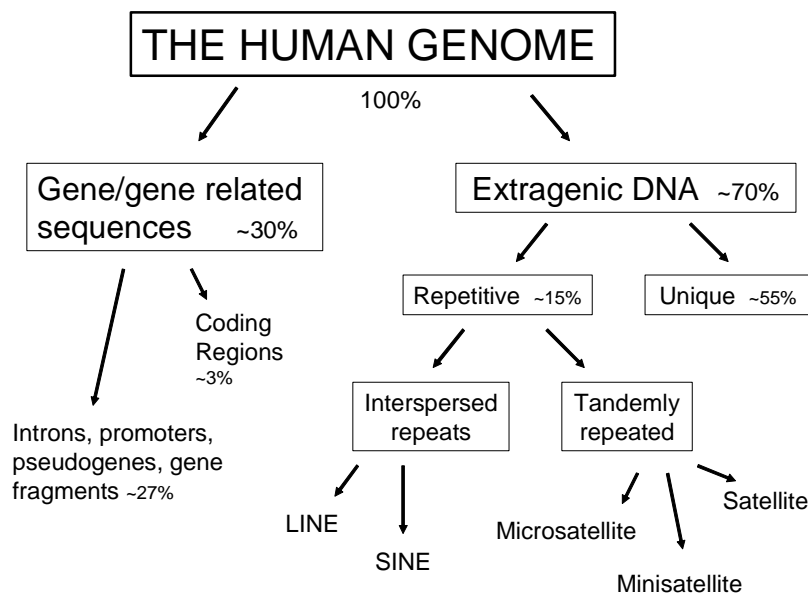 THE HUMAN GENOME
100%
Gene/gene related
sequences ~30%
Extragenic DNA ~70%
Repetitive ~15%
Unique ~55%
Coding
Regions
~3%
Interspersed
repeats
Tandemly
repeated
Introns, promoters,
pseudogenes, gene
fragments ~27%
LINE
SINE
Microsatellite
Satellite
Minisatellite